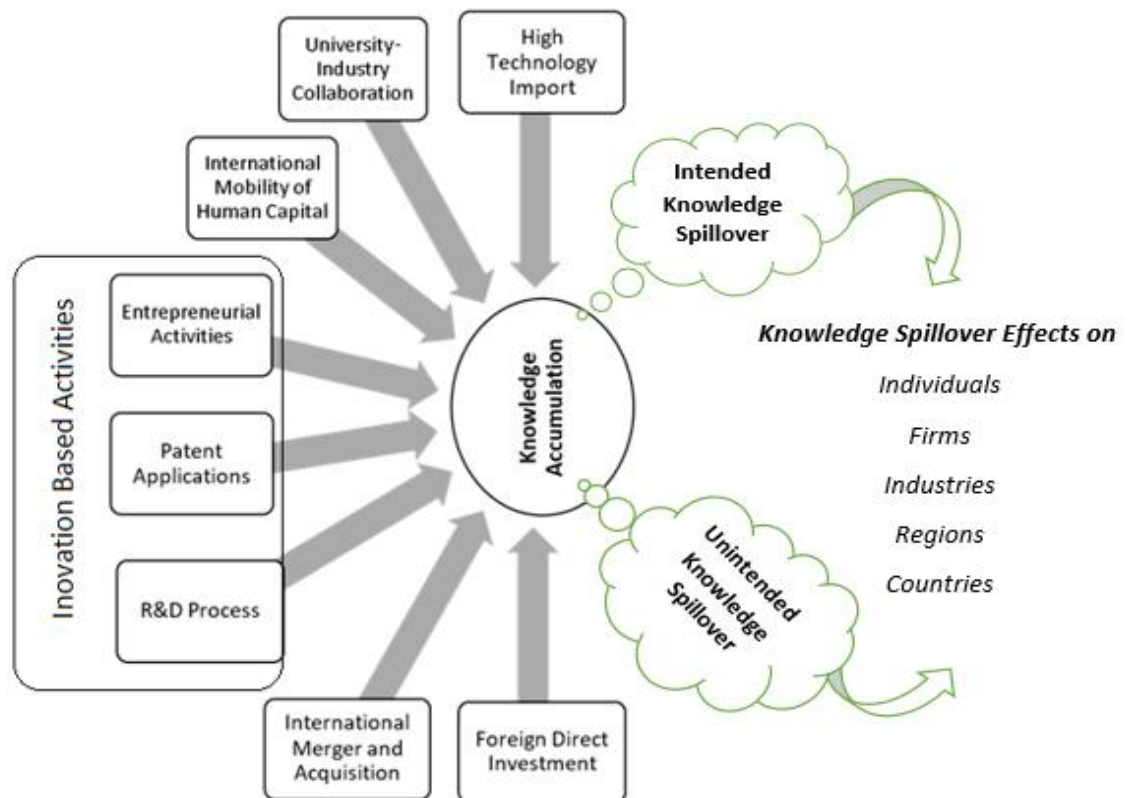 University-
Industry
Collaboration
High
Technology
Import
International
Mobility of
Human Capital
Intended
Knowledge
Spillover
Inovation Based Activities
Entrepreneurial
Activities
Patent
Applications
R&D Process
Knowledge
Accumulation
Knowledge Spillover Effects on
Individuals
Firms
Industries
Regions
Countries
Unintended
Knowledge
Spillover
International
Merger and
Acquisition
Foreign Direct
Investment